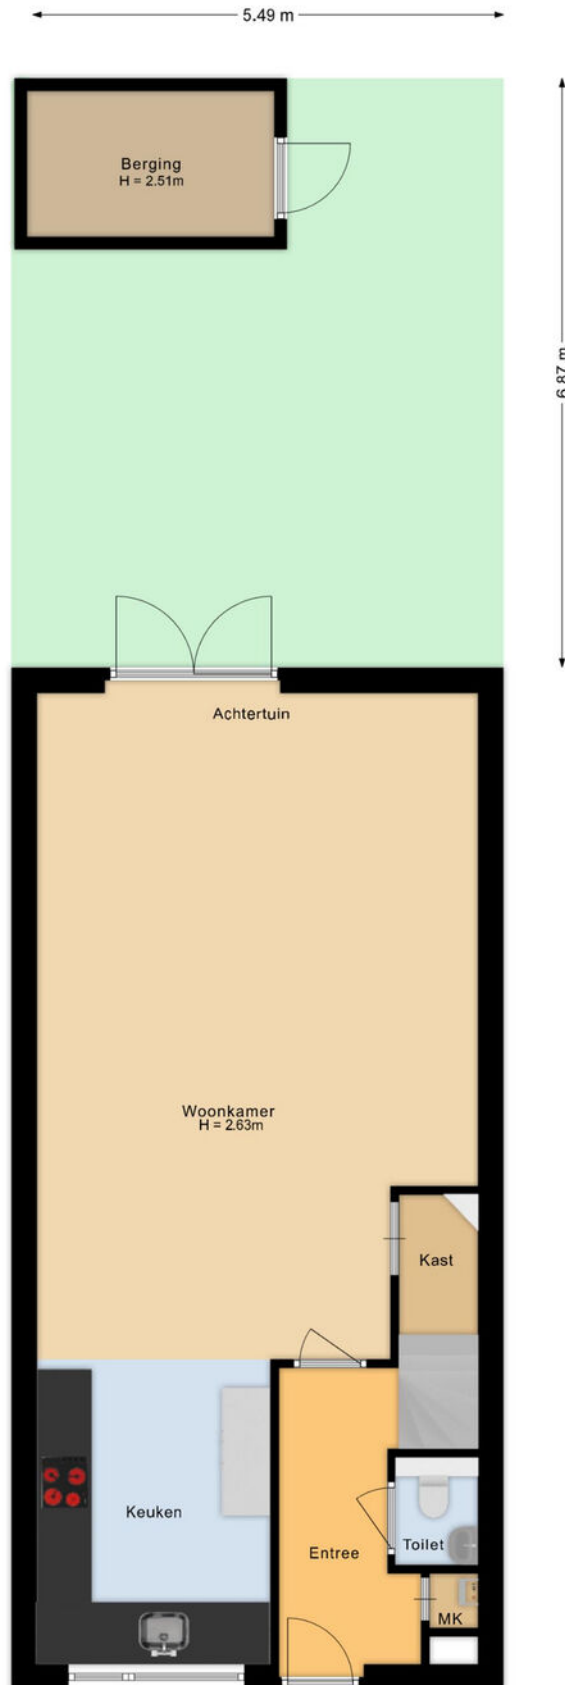 5.49 m
Berging
H = 2.51m
6.87 m
Achtertuin
Woonkamer
H = 2.63m
Kast
Keuken
Toilet
Entree
MK